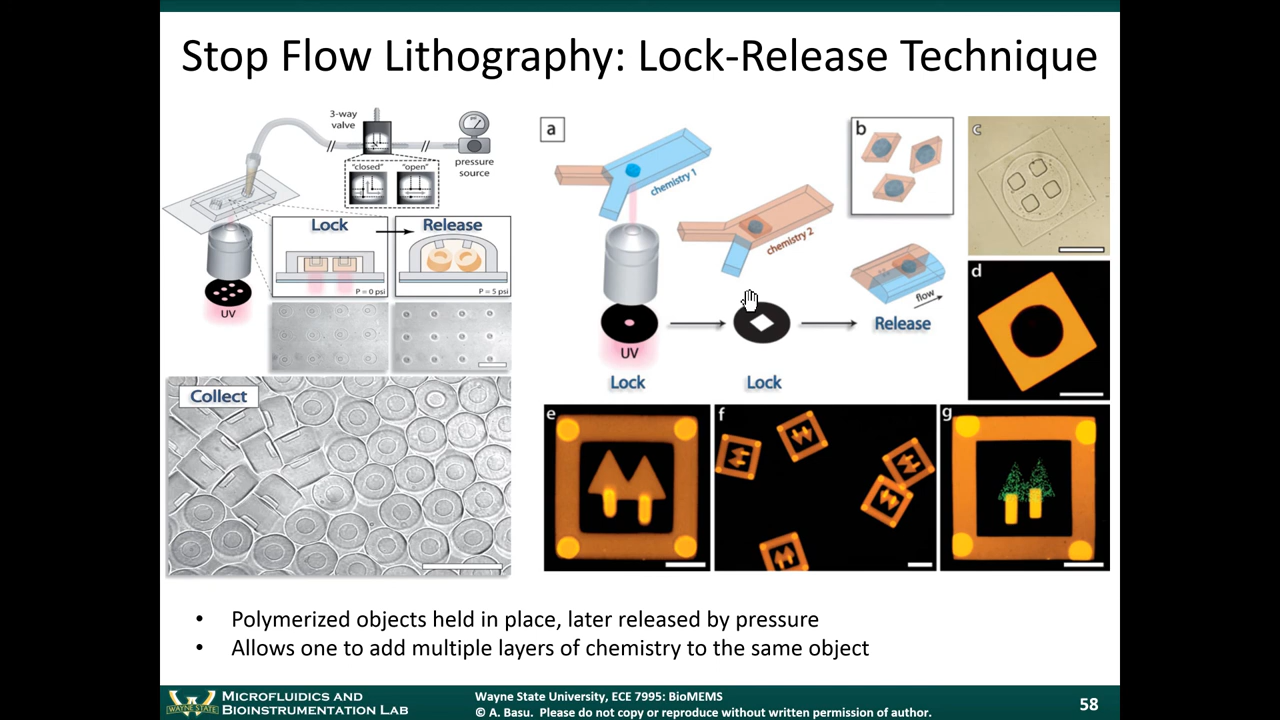 Stop Flow Lithography: Lock-Release Technique
3-way
valve
pressure
source
"closed"
"open"
Lock
Release
P = 0 psi
P = 5 psi
UV
Collect
a
chemistry 1
chemistry 2
UV
Lock
Lock
flow
Release
b
c
d
e
f
g
• Polymerized objects held in place, later released by pressure
• Allows one to add multiple layers of chemistry to the same object
WAYNE STATE
MICROFLUIDICS AND
BIOINSTRUMENTATION LAB
Wayne State University, ECE 7995: BioMEMS
© A. Basu. Please do not copy or reproduce without written permission of author.
58